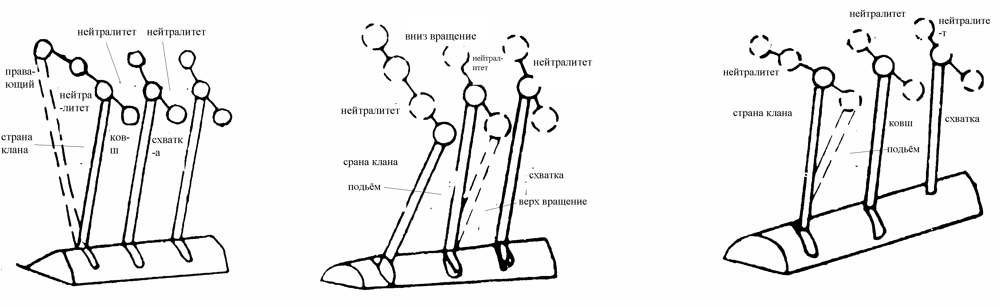 нейтралитет
нейтралитет
права-
ющий
нейтра
-литет
страна
клана
ков-
ш
схватк
-а
вниз вращение
нейтрал-
итет
нейтралитет
нейтралитет
срана клана
схватка
подьём
верх вращение
нейтралитет
нейтралите
-т
нейтралитет
страна клана
ковш
схватка
подьём